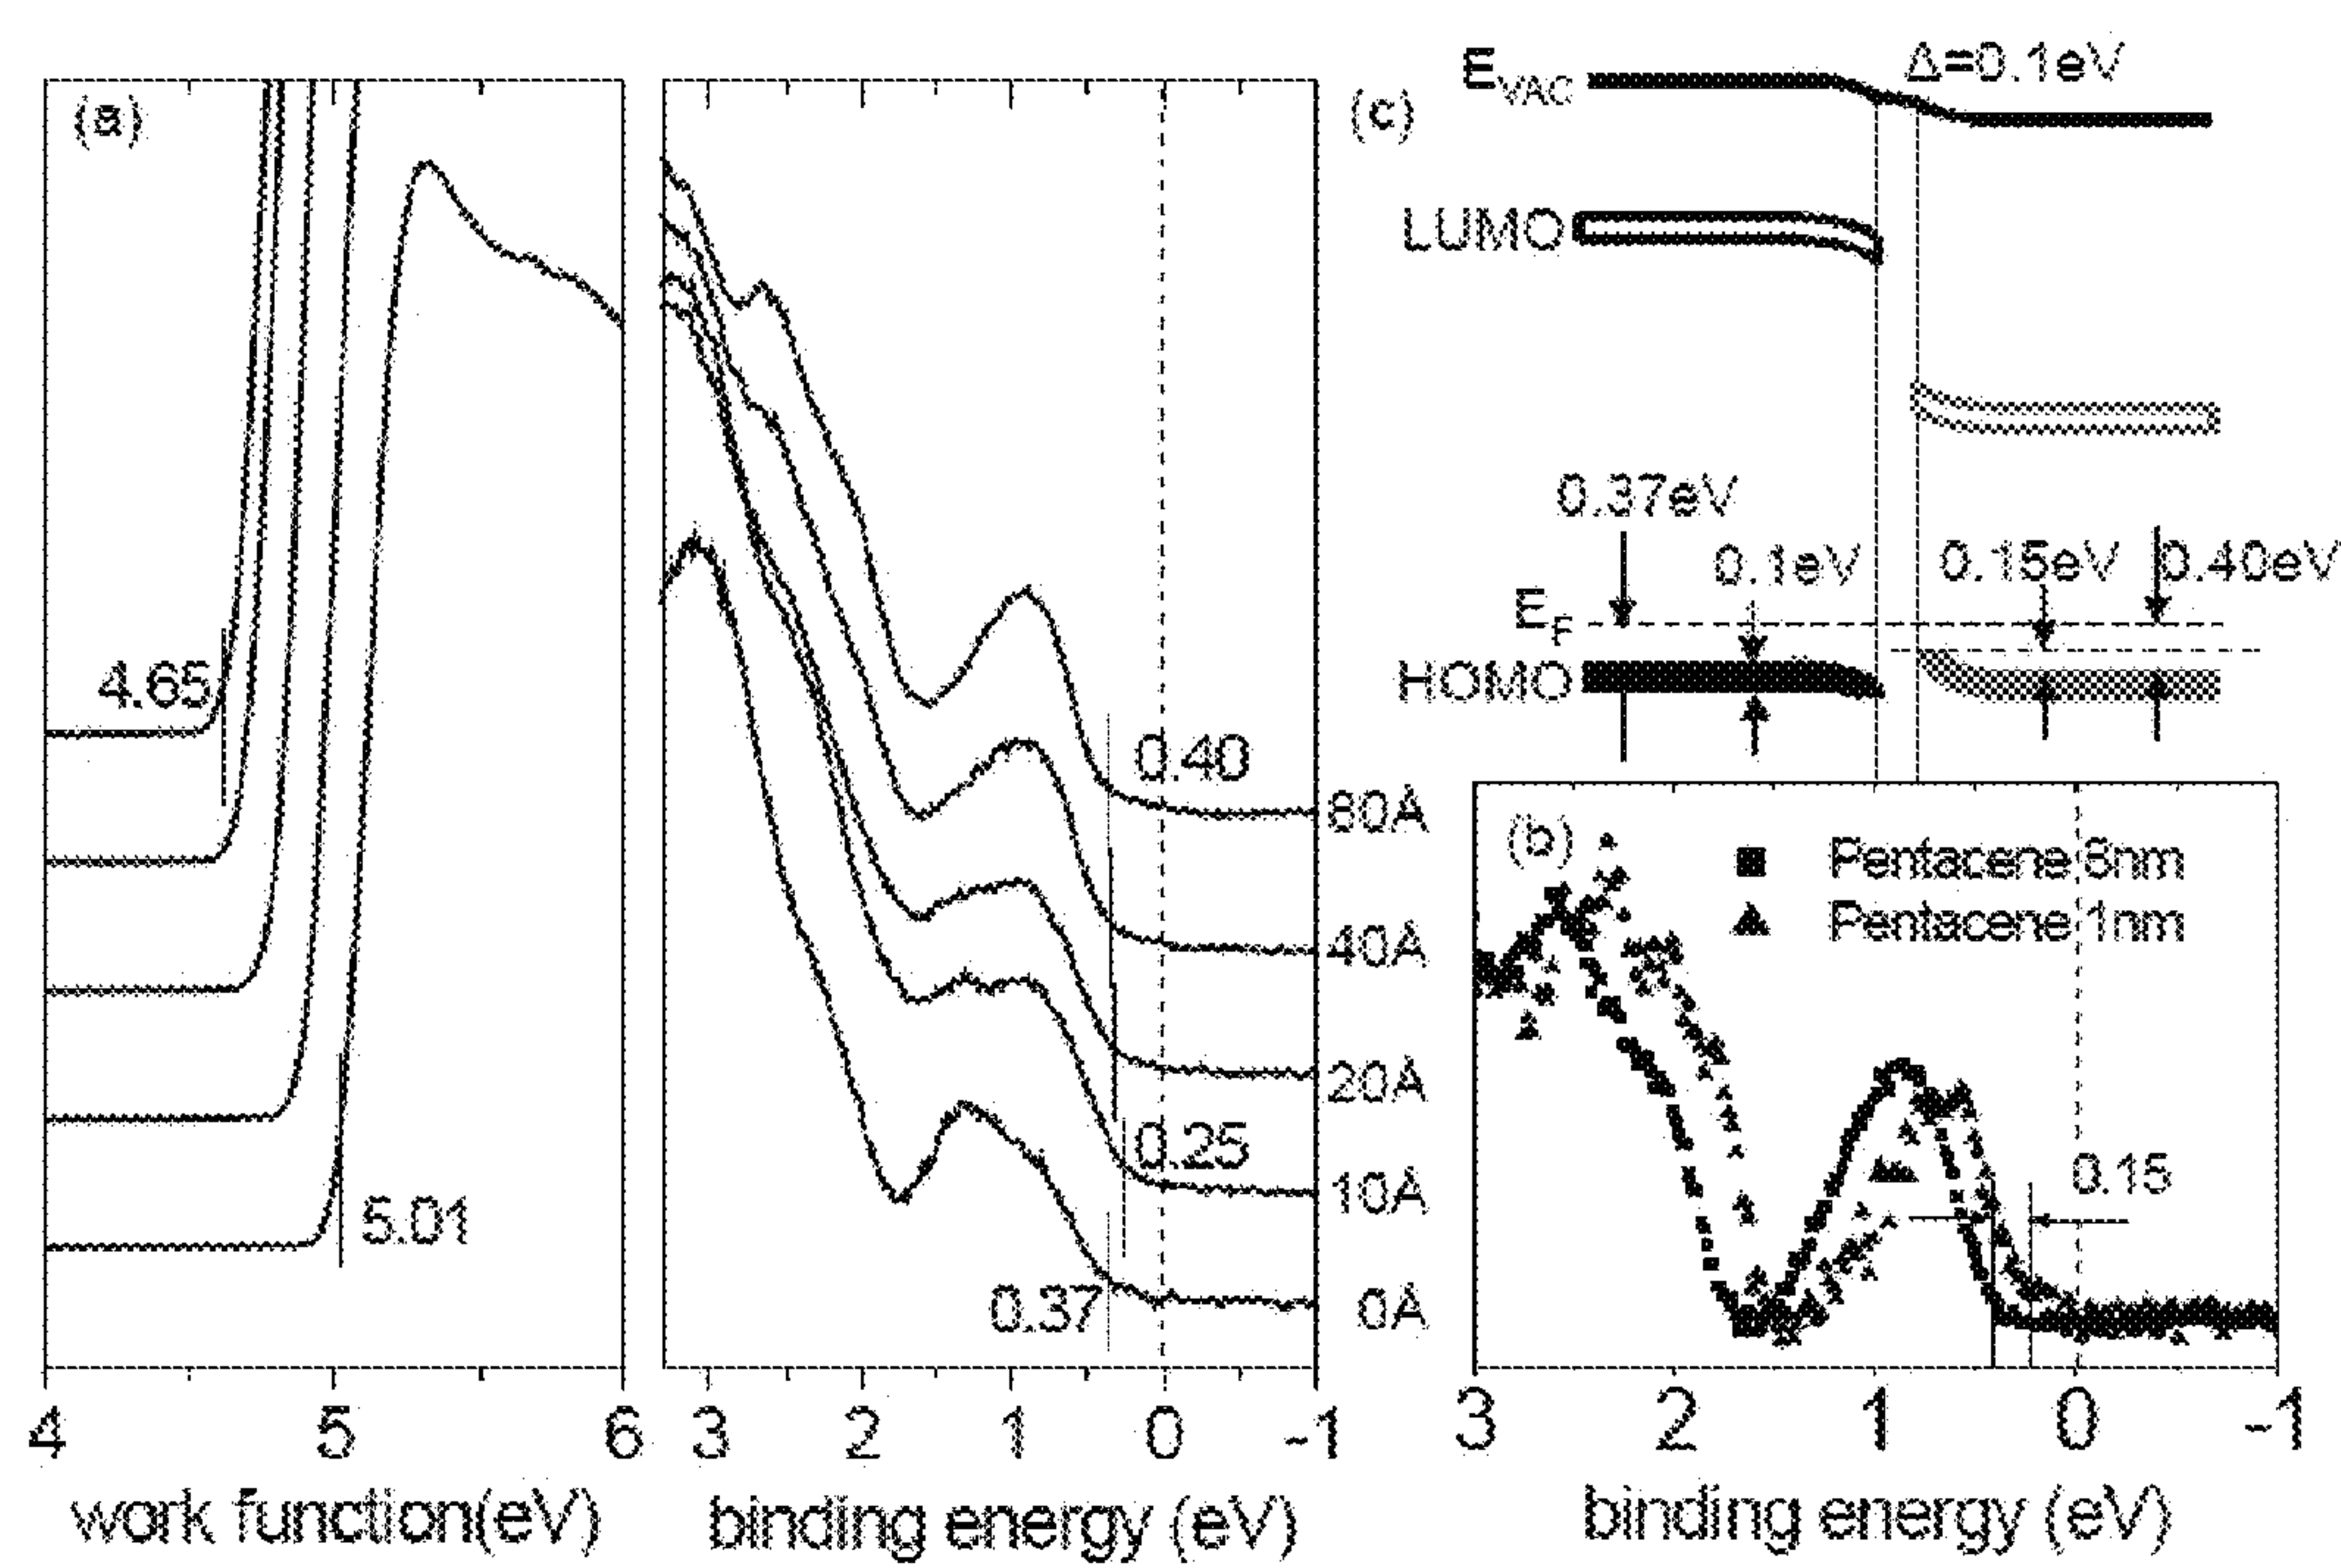 (a)
4.65
5.01
4 5 6
work function(eV)
0.40
0.25
0.37
80A
40A
20A
10A
0A
3 2 1 0 -1
binding energy (eV)
(c)
E_VAC
Δ=0.1eV
LUMO
0.37eV
0.1eV
0.15eV
0.40eV
E_F
HOMO
(b)
Pentacene 8nm
Pentacene 1nm
0.15
3 2 1 0 -1
binding energy (eV)